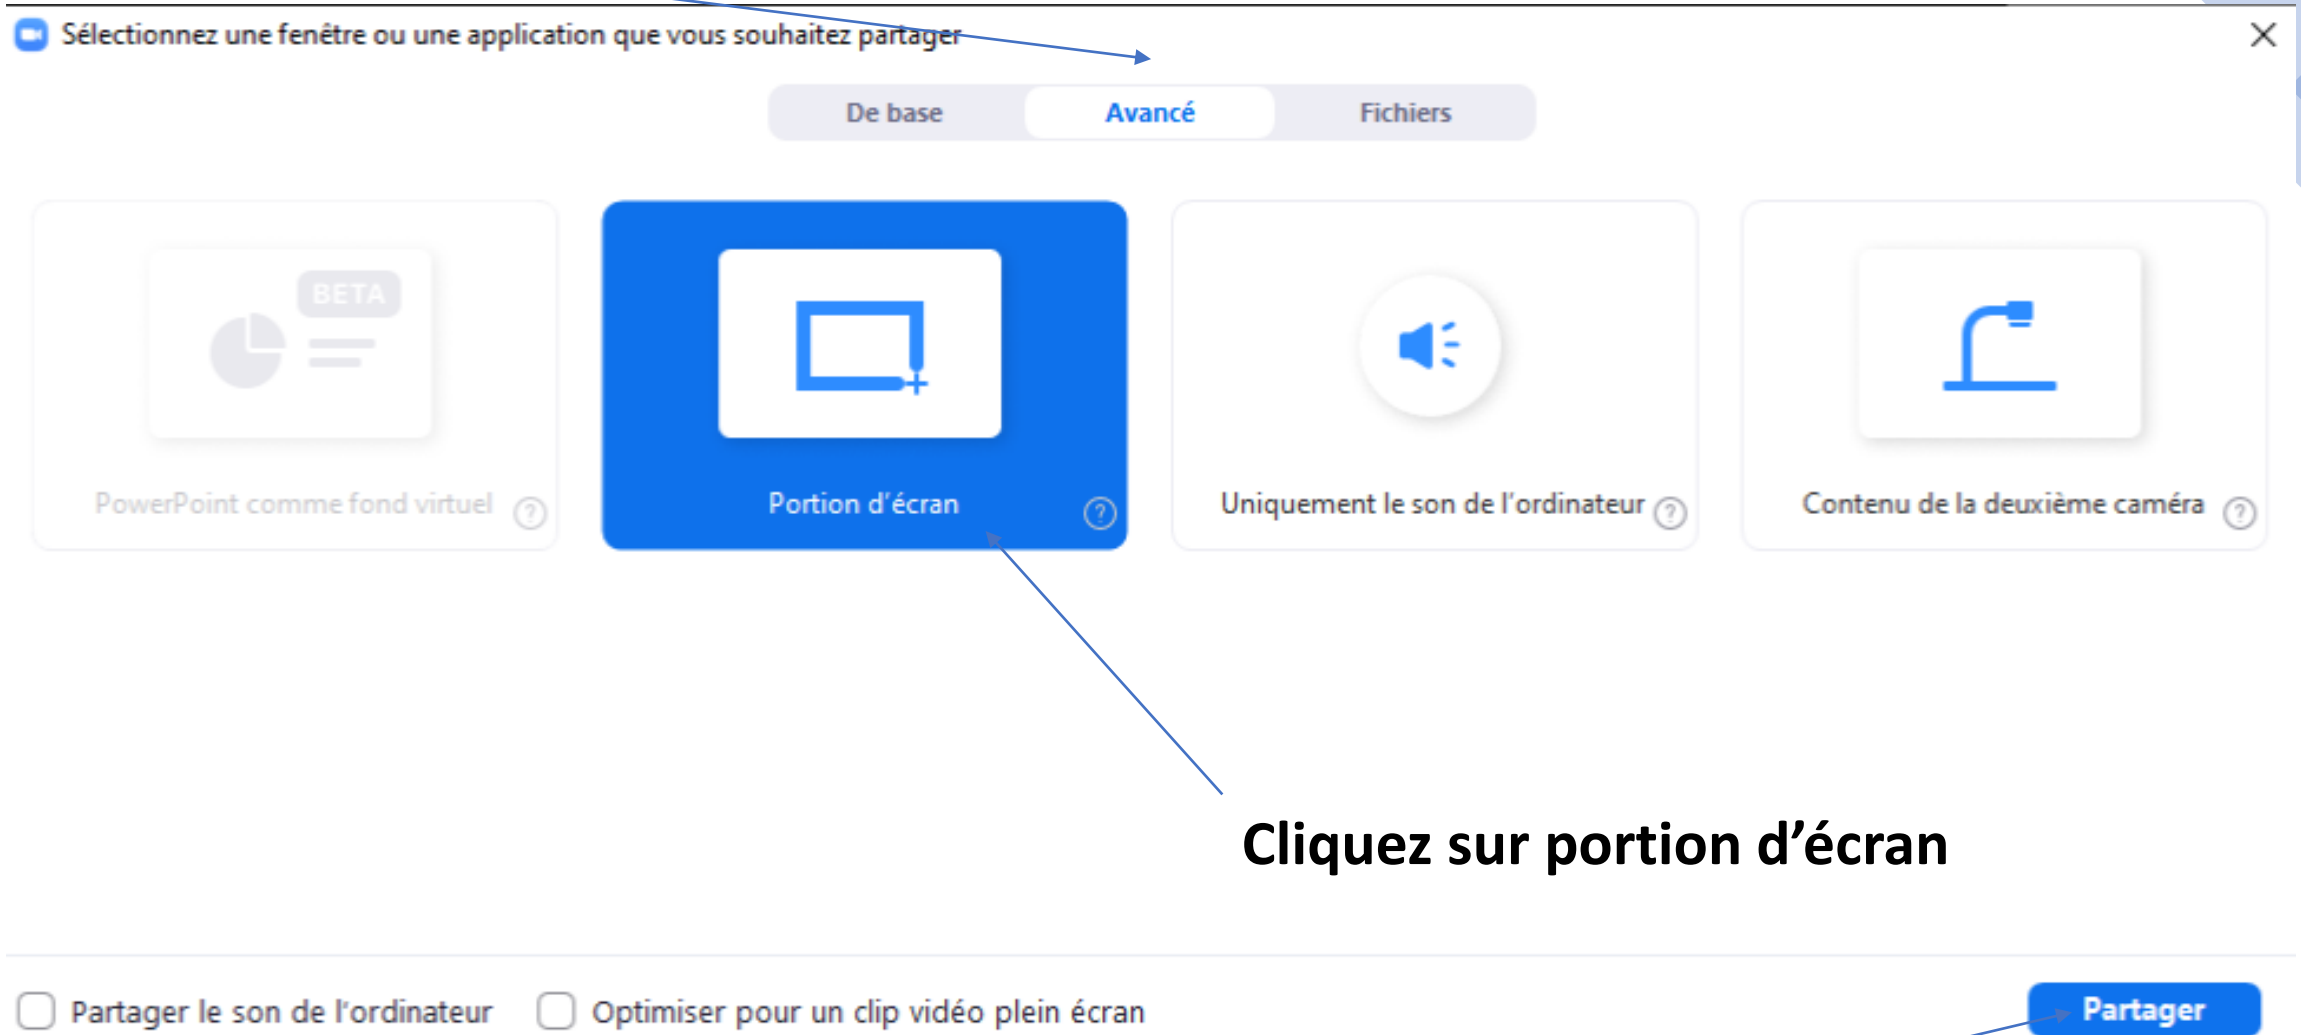 Sélectionnez une fenêtre ou une application que vous souhaitez partager
De base
Avancé
Fichiers
BETA
PowerPoint comme fond virtuel ?
Portion d'écran ?
Uniquement le son de l'ordinateur ?
Contenu de la deuxième caméra ?
Cliquez sur portion d’écran
Partager le son de l'ordinateur
Optimiser pour un clip vidéo plein écran
Partager